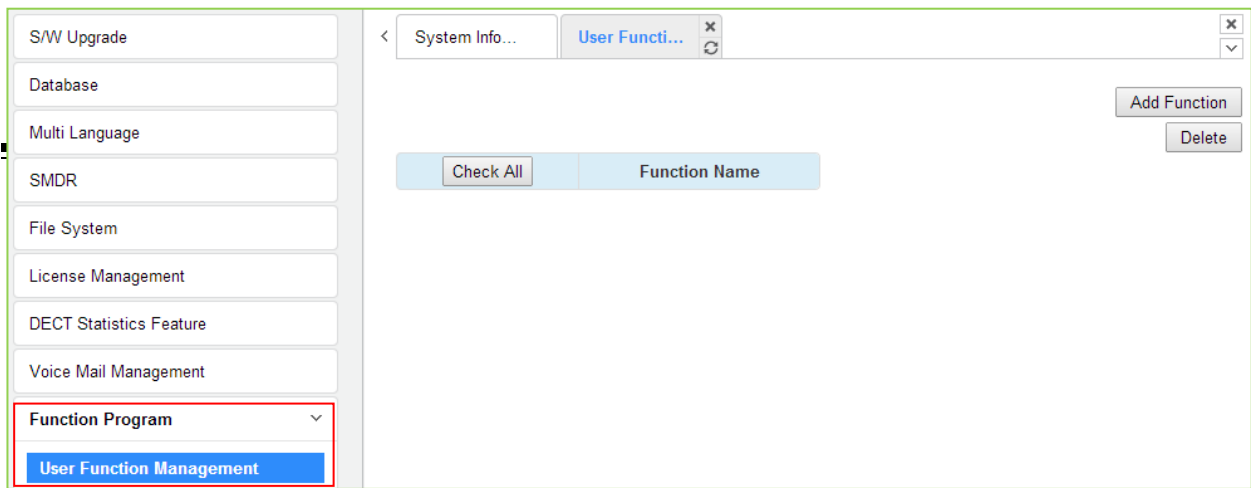 S/W Upgrade
Database
Multi Language
SMDR
File System
License Management
DECT Statistics Feature
Voice Mail Management
Function Program
User Function Management
System Info...
User Functi...
Add Function
Delete
Check All
Function Name